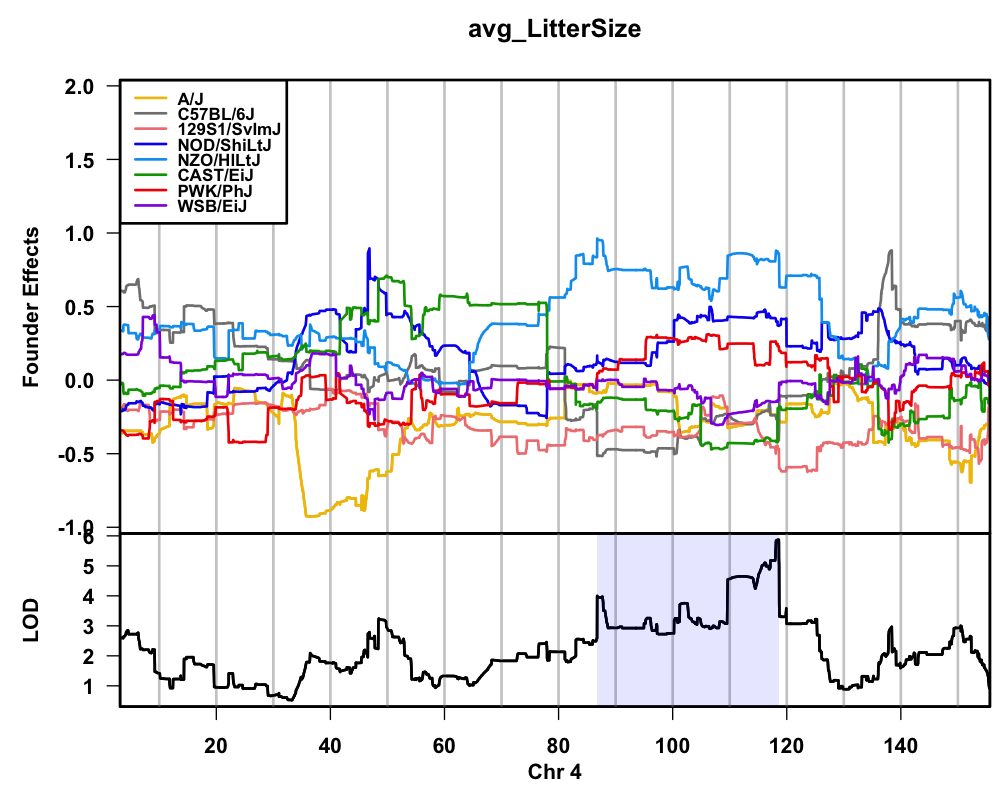 avg_LitterSize
2.0
1.5
1.0
0.5
0.0
-0.5
-1.0
Founder Effects
A/J
C57BL/6J
129S1/SvImJ
NOD/ShiLtJ
NZO/HlLtJ
CAST/EiJ
PWK/PhJ
WSB/EiJ
6
5
4
3
2
1
LOD
20 40 60 80 100 120 140
Chr 4